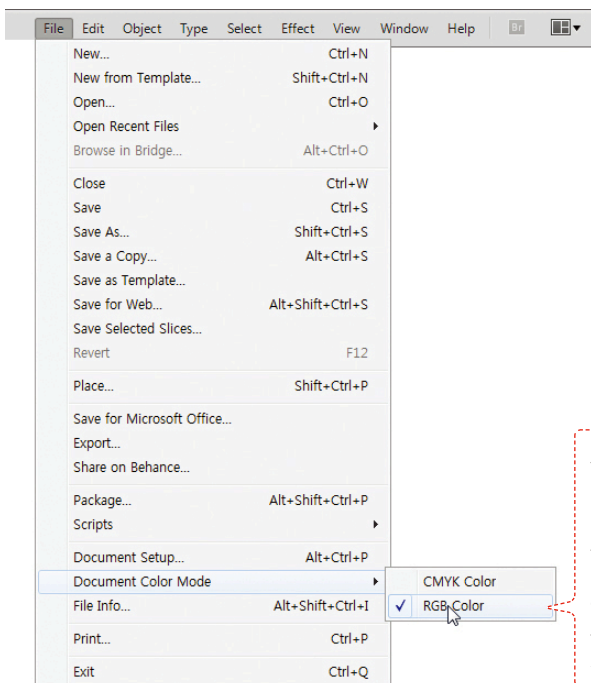 File Edit Object Type Select Effect View Window Help Br
New... Ctrl+N
New from Template... Shift+Ctrl+N
Open... Ctrl+O
Open Recent Files
Browse in Bridge... Alt+Ctrl+O
Close Ctrl+W
Save Ctrl+S
Save As... Shift+Ctrl+S
Save a Copy... Alt+Ctrl+S
Save as Template...
Save for Web... Alt+Shift+Ctrl+S
Save Selected Slices...
Revert F12
Place... Shift+Ctrl+P
Save for Microsoft Office...
Export...
Share on Behance...
Package... Alt+Shift+Ctrl+P
Scripts
Document Setup... Alt+Ctrl+P
Document Color Mode CMYK Color
File Info... Alt+Shift+Ctrl+I RGB Color
Print... Ctrl+P
Exit Ctrl+Q